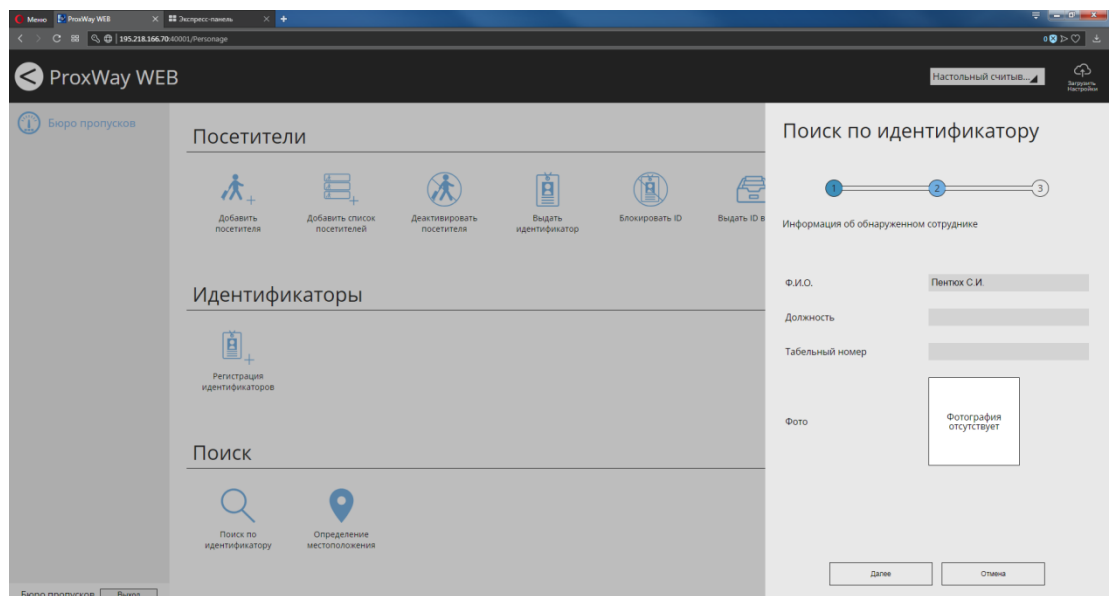 Меню
ProxWay WEB
Экспресс-панель
195.218.166.70:40001/Personage
0
ProxWay WEB
Настольный считыв...
Загрузить
Настройки
Бюро пропусков
Посетители
Добавить
посетителя
Добавить список
посетителей
Деактивировать
посетителя
Выдать
идентификатор
Блокировать ID
Выдать ID в
Идентификаторы
Регистрация
идентификаторов
Поиск
Поиск по
идентификатору
Определение
местоположения
Бюро пропусков
Выход
Поиск по идентификатору
1
2
3
Информация об обнаруженном сотруднике
Ф.И.О.
Пентюх С.И.
Должность
Табельный номер
Фото
Фотография
отсутствует
Далее
Отмена